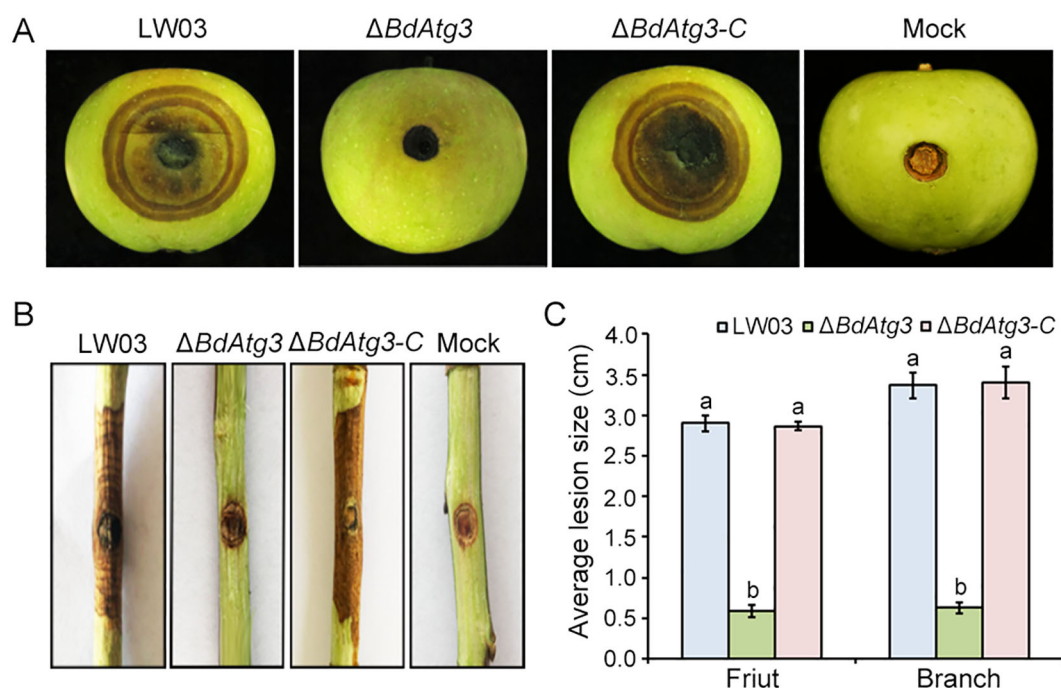 A
LW03 ΔBdAtg3 ΔBdAtg3-C Mock
B
LW03 ΔBdAtg3 ΔBdAtg3-C Mock
C
LW03 ΔBdAtg3 ΔBdAtg3-C
Average lesion size (cm)
4.0
3.5
3.0
2.5
2.0
1.5
1.0
0.5
0.0
a
b
a
a
b
a
Friut Branch